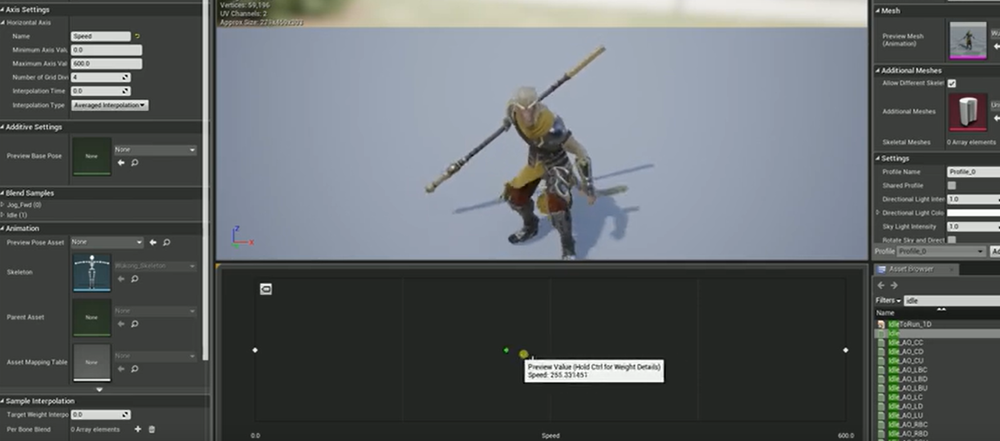 Axis Settings
Horizontal Axis
Name
Speed
Minimum Axis Valu
0.0
Maximum Axis Val
600.0
Number of Grid Divi
4
Interpolation Time
0.0
Interpolation Type
Averaged Interpolation
Additive Settings
Preview Base Pose
None
None
Blend Samples
Jog_Fwd (0)
Idle (1)
Animation
Preview Pose Asset
None
Skeleton
Wukong_Skeleton
Parent Asset
None
None
Asset Mapping Table
None
None
Sample Interpolation
Target Weight Interpo
0.0
Per Bone Blend
0 Array elements
Vertices: 59,196
UV Channels: 2
Approx Size:
Z
X
Preview Value (Hold Ctrl for Weight Details)
Speed: 255.331451
0.0
Speed
600.0
Mesh
Preview Mesh
(Animation)
Wu
Additional Meshes
Allow Different Skelet
Additional Meshes
Un
Skeletal Meshes
0 Array elements
Settings
Profile Name
Profile_0
Shared Profile
Directional Light Inten
1.0
Directional Light Colo
Sky Light Intensity
1.0
Rotate Sky and Direct
Profile
Profile_0
Ad
Asset Browser
Filters
idle
Name
IdleToRun_1D
Idle
Idle_AO_CC
Idle_AO_CD
Idle_AO_CU
Idle_AO_LBC
Idle_AO_LBD
Idle_AO_LBU
Idle_AO_LC
Idle_AO_LD
Idle_AO_LU
Idle_AO_RBC
Idle_AO_RBD